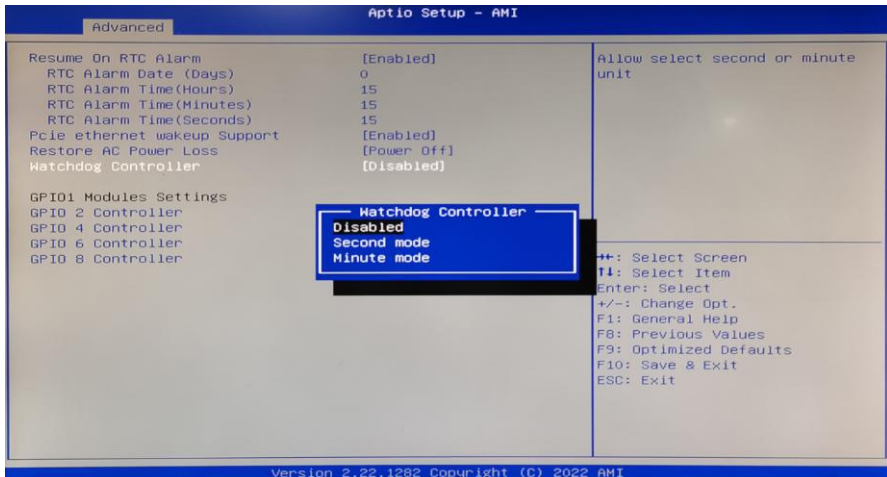 Aptio Setup – AMI
Advanced
Resume On RTC Alarm [Enabled]
RTC Alarm Date (Days) 0
RTC Alarm Time(Hours) 15
RTC Alarm Time(Minutes) 15
RTC Alarm Time(Seconds) 15
Pcie ethernet wakeup Support [Enabled]
Restore AC Power Loss [Power Off]
Watchdog Controller [Disabled]
GPIO1 Modules Settings
GPIO 2 Controller
GPIO 4 Controller
GPIO 6 Controller
GPIO 8 Controller
Watchdog Controller
Disabled
Second mode
Minute mode
Allow select second or minute
unit
→←: Select Screen
↑↓: Select Item
Enter: Select
+/-: Change Opt.
F1: General Help
F8: Previous Values
F9: Optimized Defaults
F10: Save & Exit
ESC: Exit
Version 2.22.1282 Copyright (C) 2022 AMI